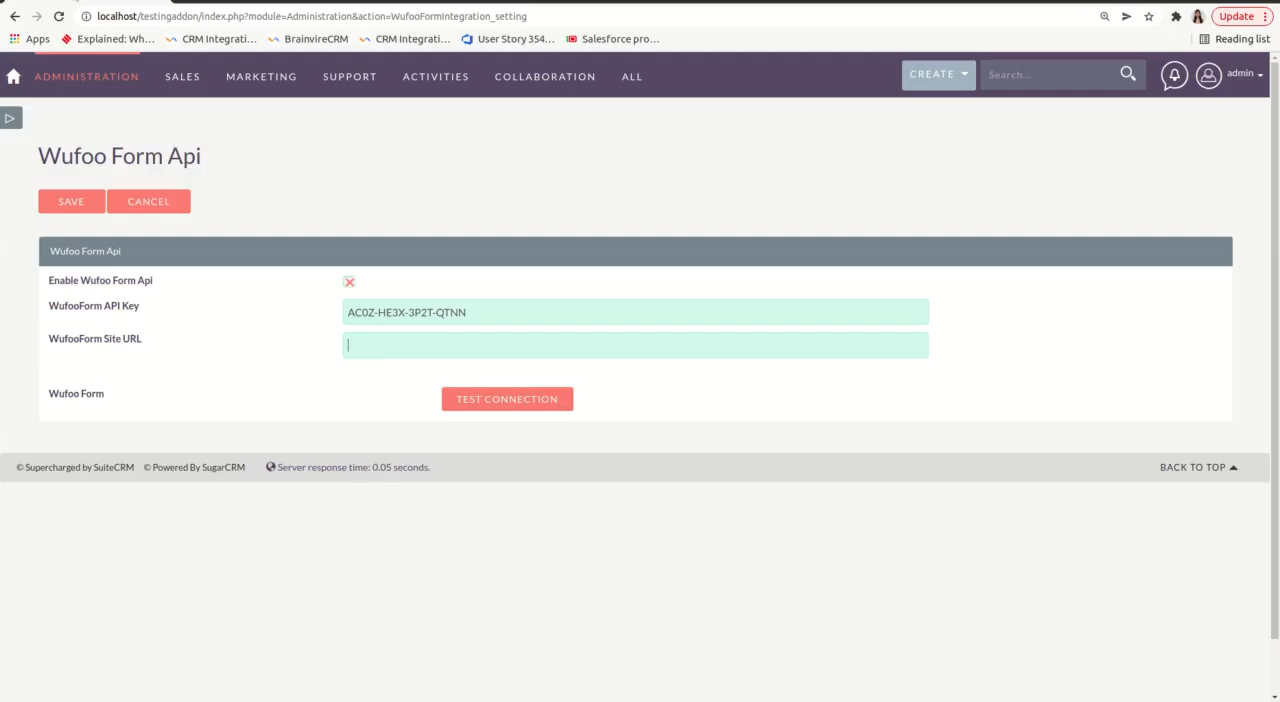 localhost/testingaddon/index.php?module=Administration&action=WufooFormIntegration_setting
Update
Apps
Explained: Wh...
CRM Integrati...
BrainvireCRM
CRM Integrati...
User Story 354...
Salesforce pro...
Reading list
ADMINISTRATION
SALES
MARKETING
SUPPORT
ACTIVITIES
COLLABORATION
ALL
CREATE
Search...
admin
Wufoo Form Api
SAVE
CANCEL
Wufoo Form Api
Enable Wufoo Form Api
WufooForm API Key
AC0Z-HE3X-3P2T-QTNN
WufooForm Site URL
Wufoo Form
TEST CONNECTION
© Supercharged by SuiteCRM
© Powered By SugarCRM
Server response time: 0.05 seconds.
BACK TO TOP